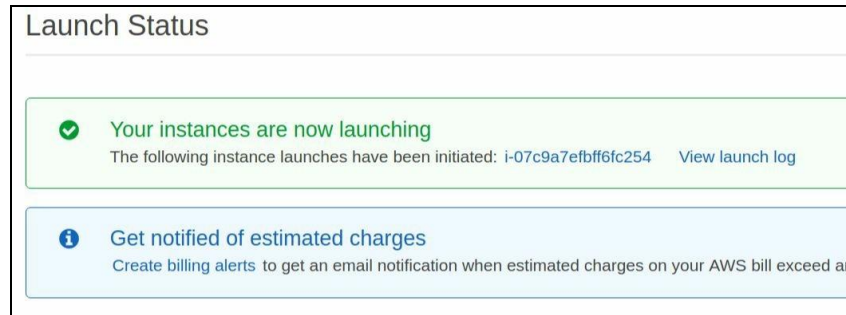 Launch Status
Your instances are now launching
The following instance launches have been initiated: i-07c9a7efbff6fc254 View launch log
Get notified of estimated charges
Create billing alerts to get an email notification when estimated charges on your AWS bill exceed